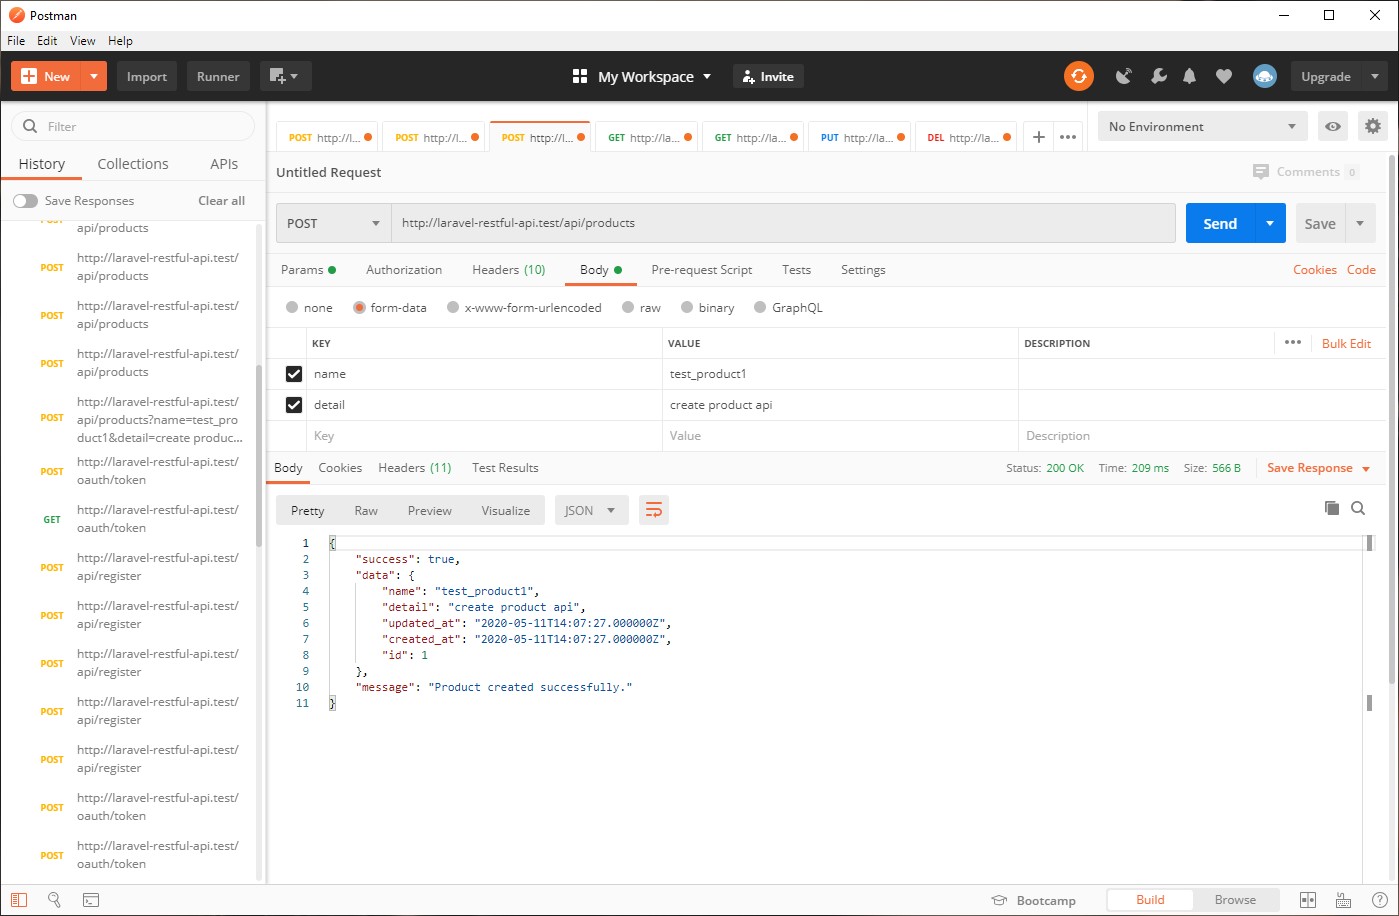 Postman
File Edit View Help
New Import Runner My Workspace Invite Upgrade
Filter
History Collections APIs
Save Responses Clear all
api/products
POST http://laravel-restful-api.test/
api/products
POST http://laravel-restful-api.test/
api/products
POST http://laravel-restful-api.test/
api/products
POST http://laravel-restful-api.test/
api/products?name=test_pro
duct1&detail=create produc...
POST http://laravel-restful-api.test/
oauth/token
GET http://laravel-restful-api.test/
oauth/token
POST http://laravel-restful-api.test/
api/register
POST http://laravel-restful-api.test/
api/register
POST http://laravel-restful-api.test/
api/register
POST http://laravel-restful-api.test/
api/register
POST http://laravel-restful-api.test/
api/register
POST http://laravel-restful-api.test/
oauth/token
POST http://laravel-restful-api.test/
oauth/token
POST http://l... POST http://l... POST http://l... GET http://la... GET http://la... PUT http://la... DEL http://la... No Environment
Untitled Request Comments 0
POST http://laravel-restful-api.test/api/products Send Save
Params Authorization Headers (10) Body Pre-request Script Tests Settings Cookies Code
none form-data x-www-form-urlencoded raw binary GraphQL
KEY VALUE DESCRIPTION Bulk Edit
name test_product1
detail create product api
Key Value Description
Body Cookies Headers (11) Test Results Status: 200 OK Time: 209 ms Size: 566 B Save Response
Pretty Raw Preview Visualize JSON
1 {
2 "success": true,
3 "data": {
4 "name": "test_product1",
5 "detail": "create product api",
6 "updated_at": "2020-05-11T14:07:27.000000Z",
7 "created_at": "2020-05-11T14:07:27.000000Z",
8 "id": 1
9 },
10 "message": "Product created successfully."
11 }
Bootcamp Build Browse